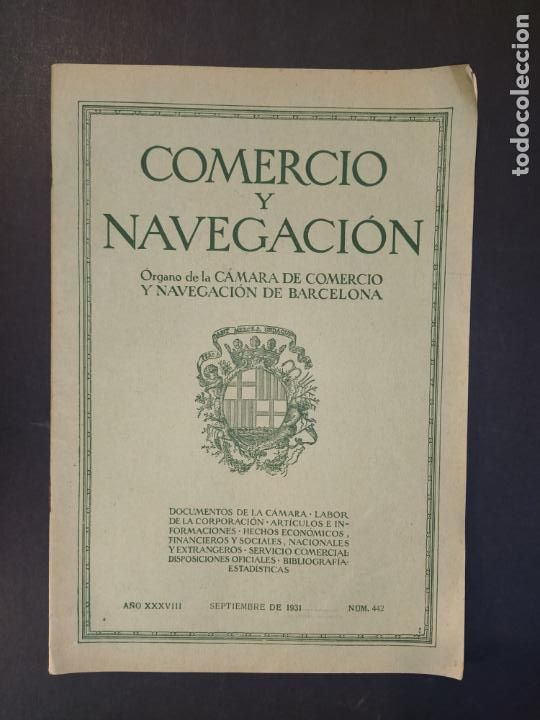 COMERCIO
Y
NAVEGACIÓN
Órgano de la CÁMARA DE COMERCIO
Y NAVEGACIÓN DE BARCELONA
DOCUMENTOS DE LA CÁMARA · LABOR
DE LA CORPORACIÓN · ARTÍCULOS E IN-
FORMACIONES · HECHOS ECONÓMICOS,
FINANCIEROS Y SOCIALES, NACIONALES
Y EXTRANGEROS · SERVICIO COMERCIAL·
DISPOSICIONES OFICIALES · BIBLIOGRAFÍA·
ESTADÍSTICAS
AÑO XXXVIII SEPTIEMBRE DE 1931 NÚM. 442
todocoleccion